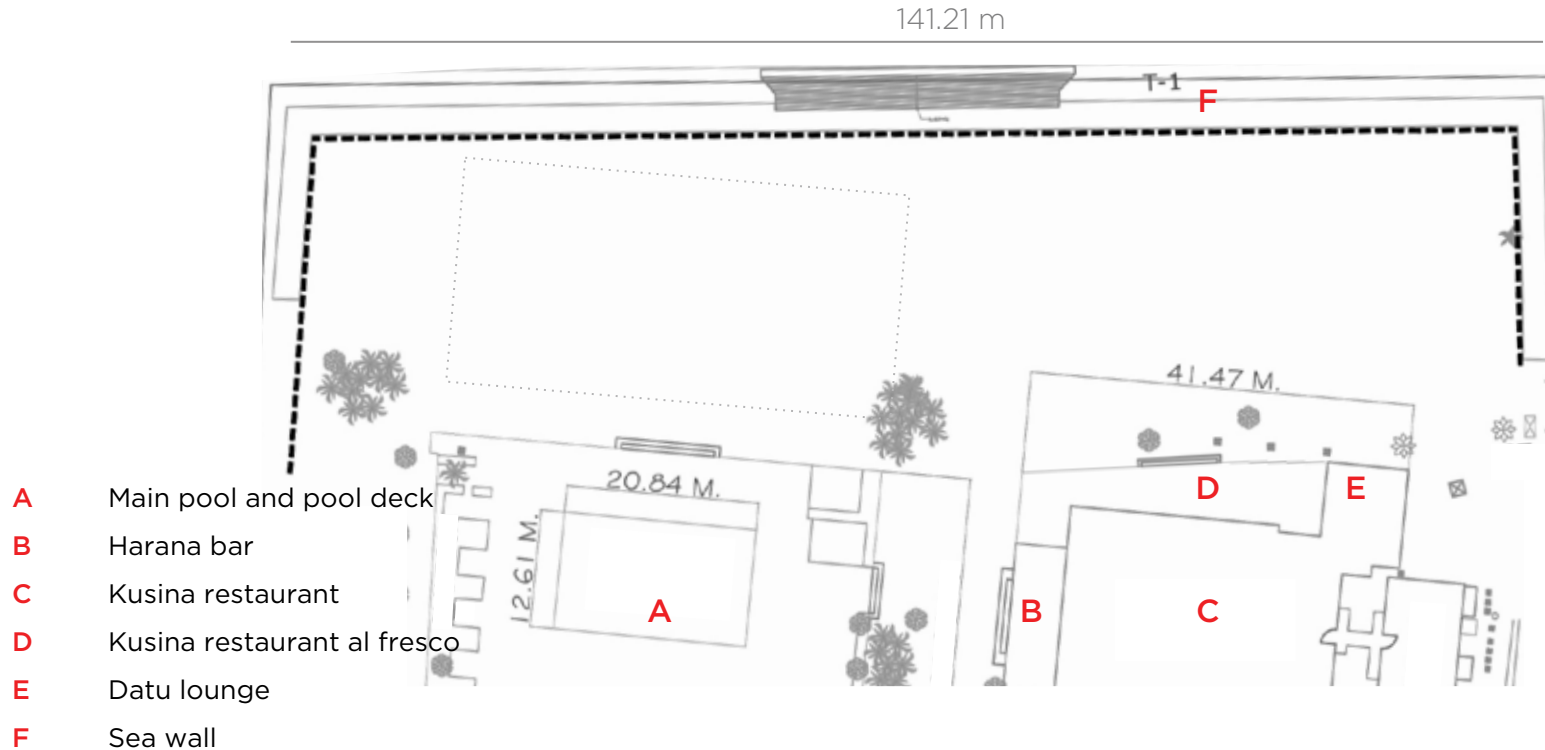 141.21 m
T-1
F
41.47 M.
20.84 M.
12.61 M.
D
E
A
B
C
A Main pool and pool deck
B Harana bar
C Kusina restaurant
D Kusina restaurant al fresco
E Datu lounge
F Sea wall